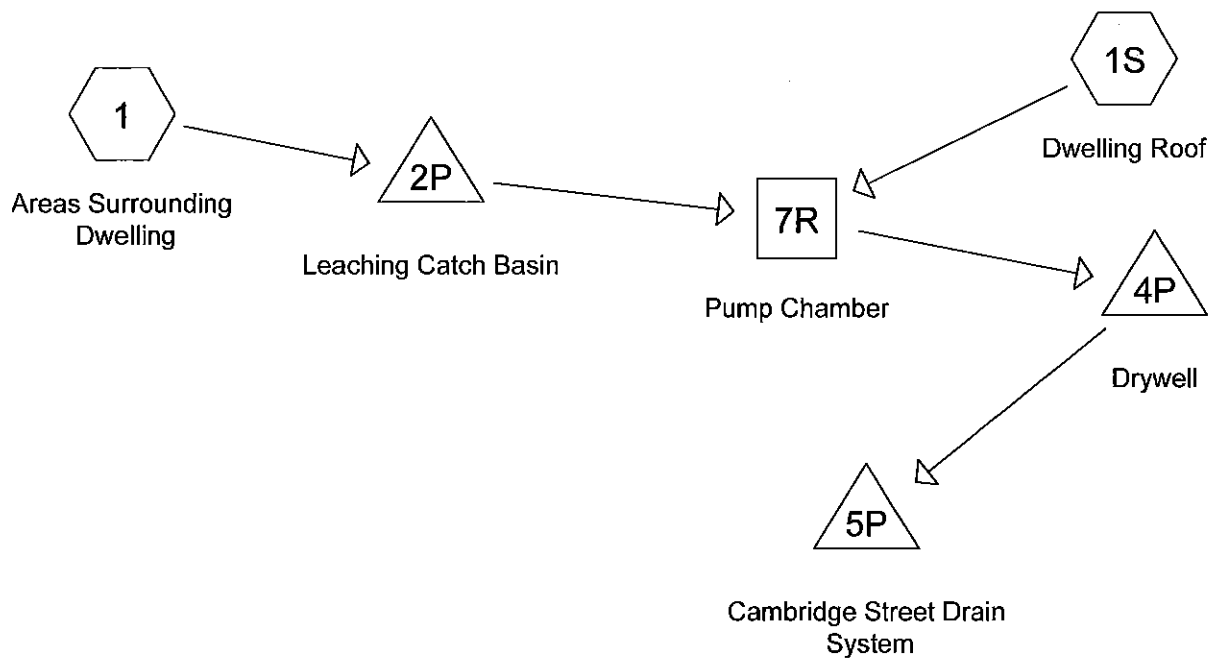 1
Areas Surrounding
Dwelling
2P
Leaching Catch Basin
7R
Pump Chamber
1S
Dwelling Roof
4P
Drywell
5P
Cambridge Street Drain
System